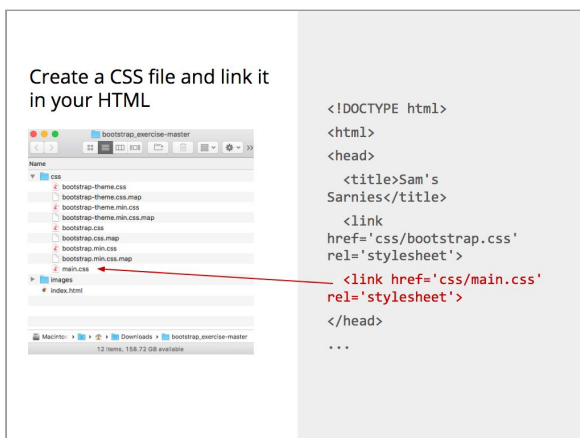 Create a CSS file and link it
in your HTML
bootstrap_exercise-master
Name
css
bootstrap-theme.css
bootstrap-theme.css.map
bootstrap-theme.min.css
bootstrap-theme.min.css.map
bootstrap.css
bootstrap.css.map
bootstrap.min.css
bootstrap.min.css.map
main.css
images
index.html
Macintos Downloads bootstrap_exercise-master
12 items, 158.72 GB available
<!DOCTYPE html>
<html>
<head>
<title>Sam's
Sarnies</title>
<link
href='css/bootstrap.css'
rel='stylesheet'>
<link href='css/main.css'
rel='stylesheet'>
</head>
...